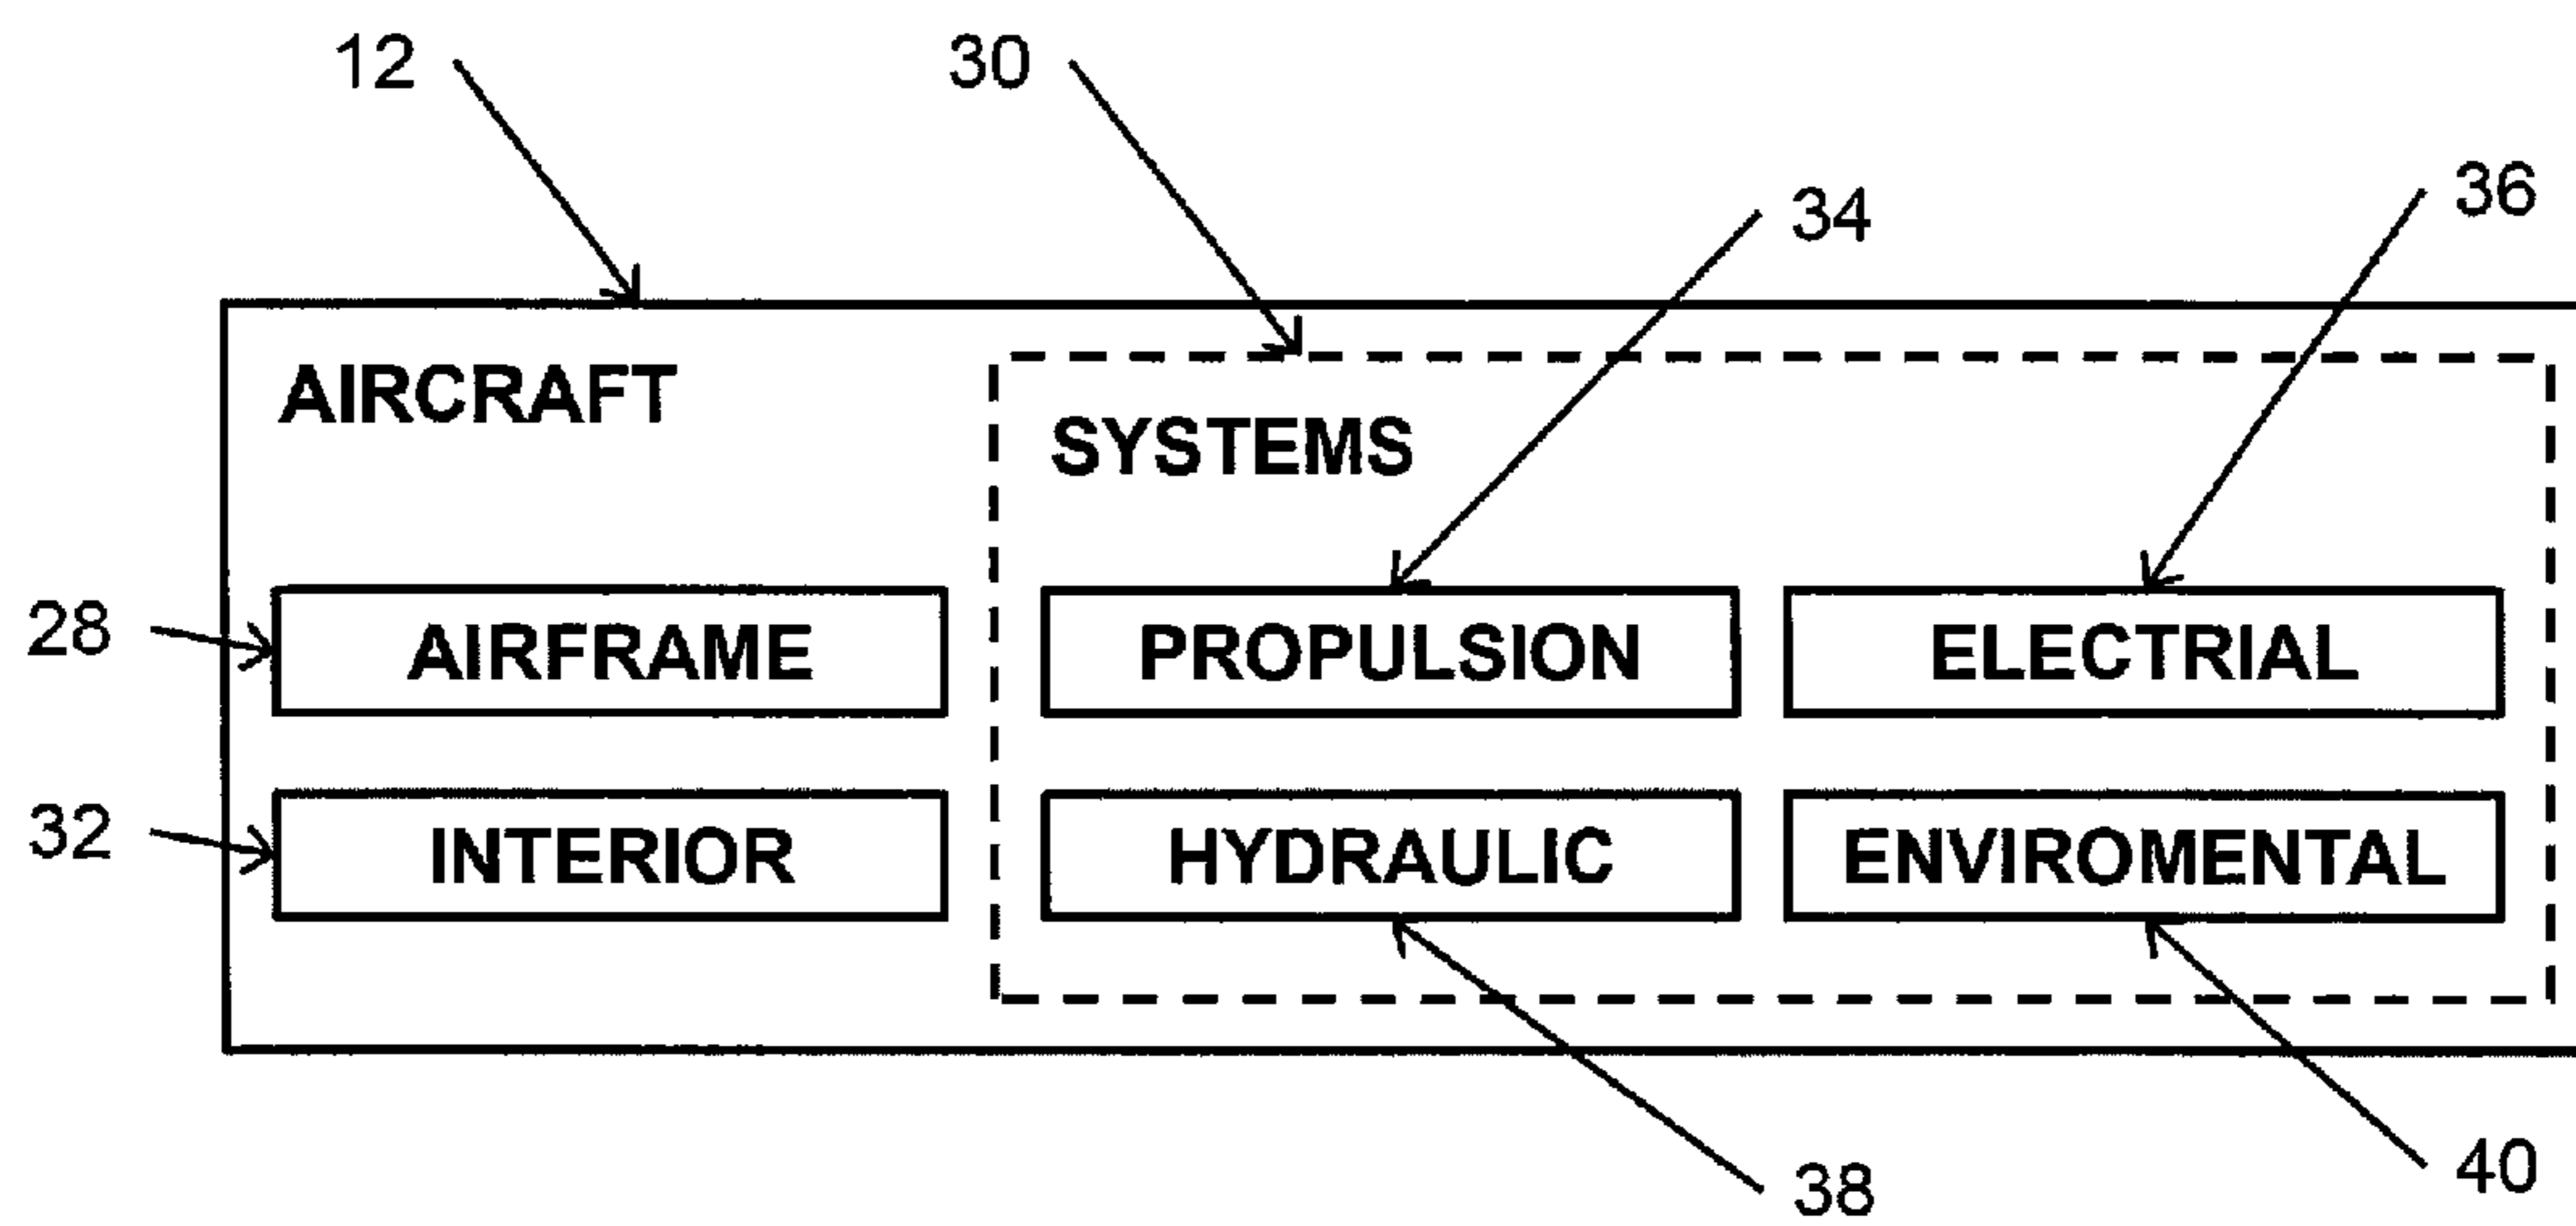 12
30
34
36
AIRCRAFT
SYSTEMS
28
AIRFRAME
PROPULSION
ELECTRIAL
32
INTERIOR
HYDRAULIC
ENVIROMENTAL
38
40